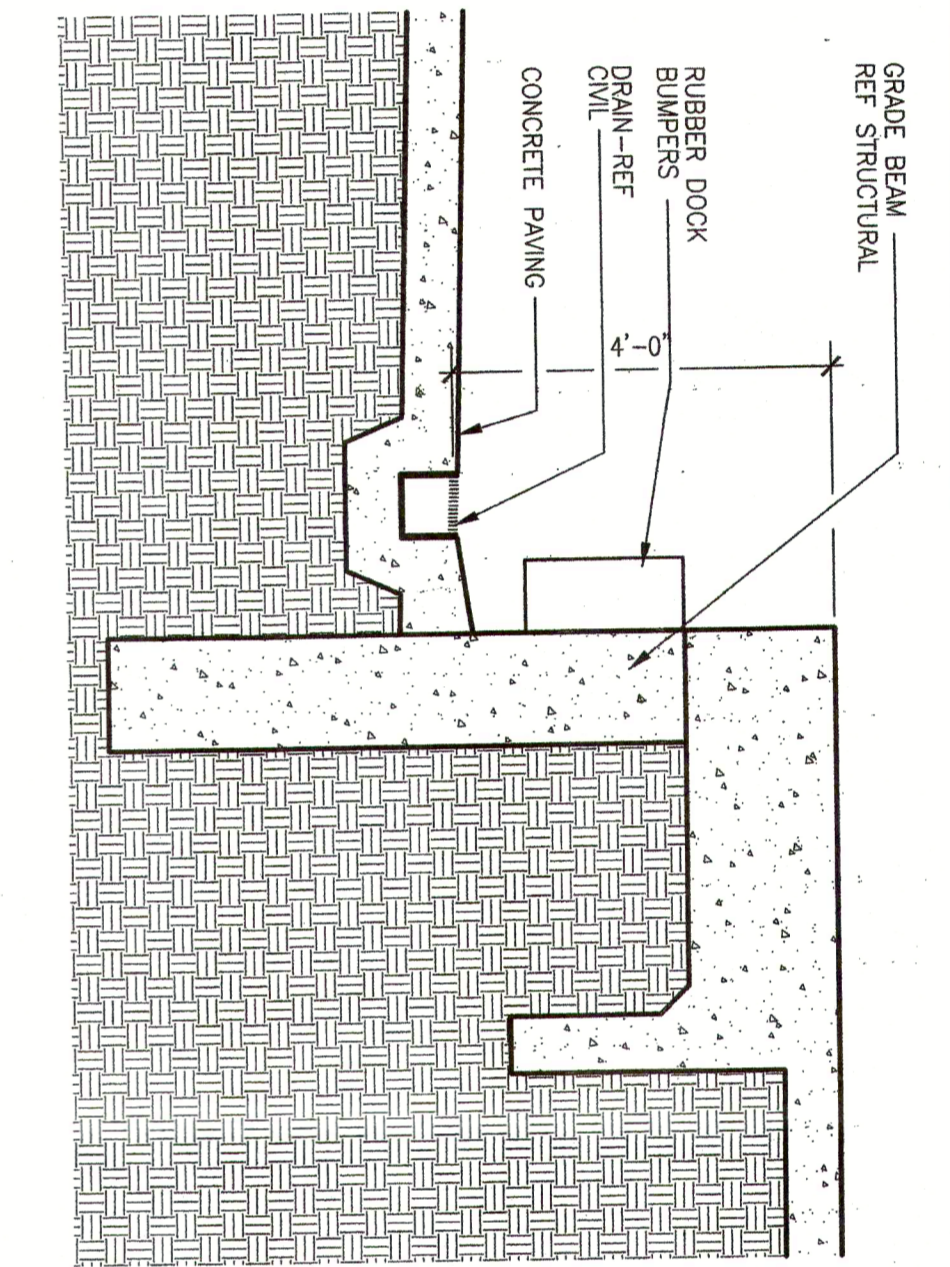 GRADE BEAM
REF STRUCTURAL
RUBBER DOCK
BUMPERS
DRAIN-REF
CIVIL
CONCRETE PAVING
4'-0"